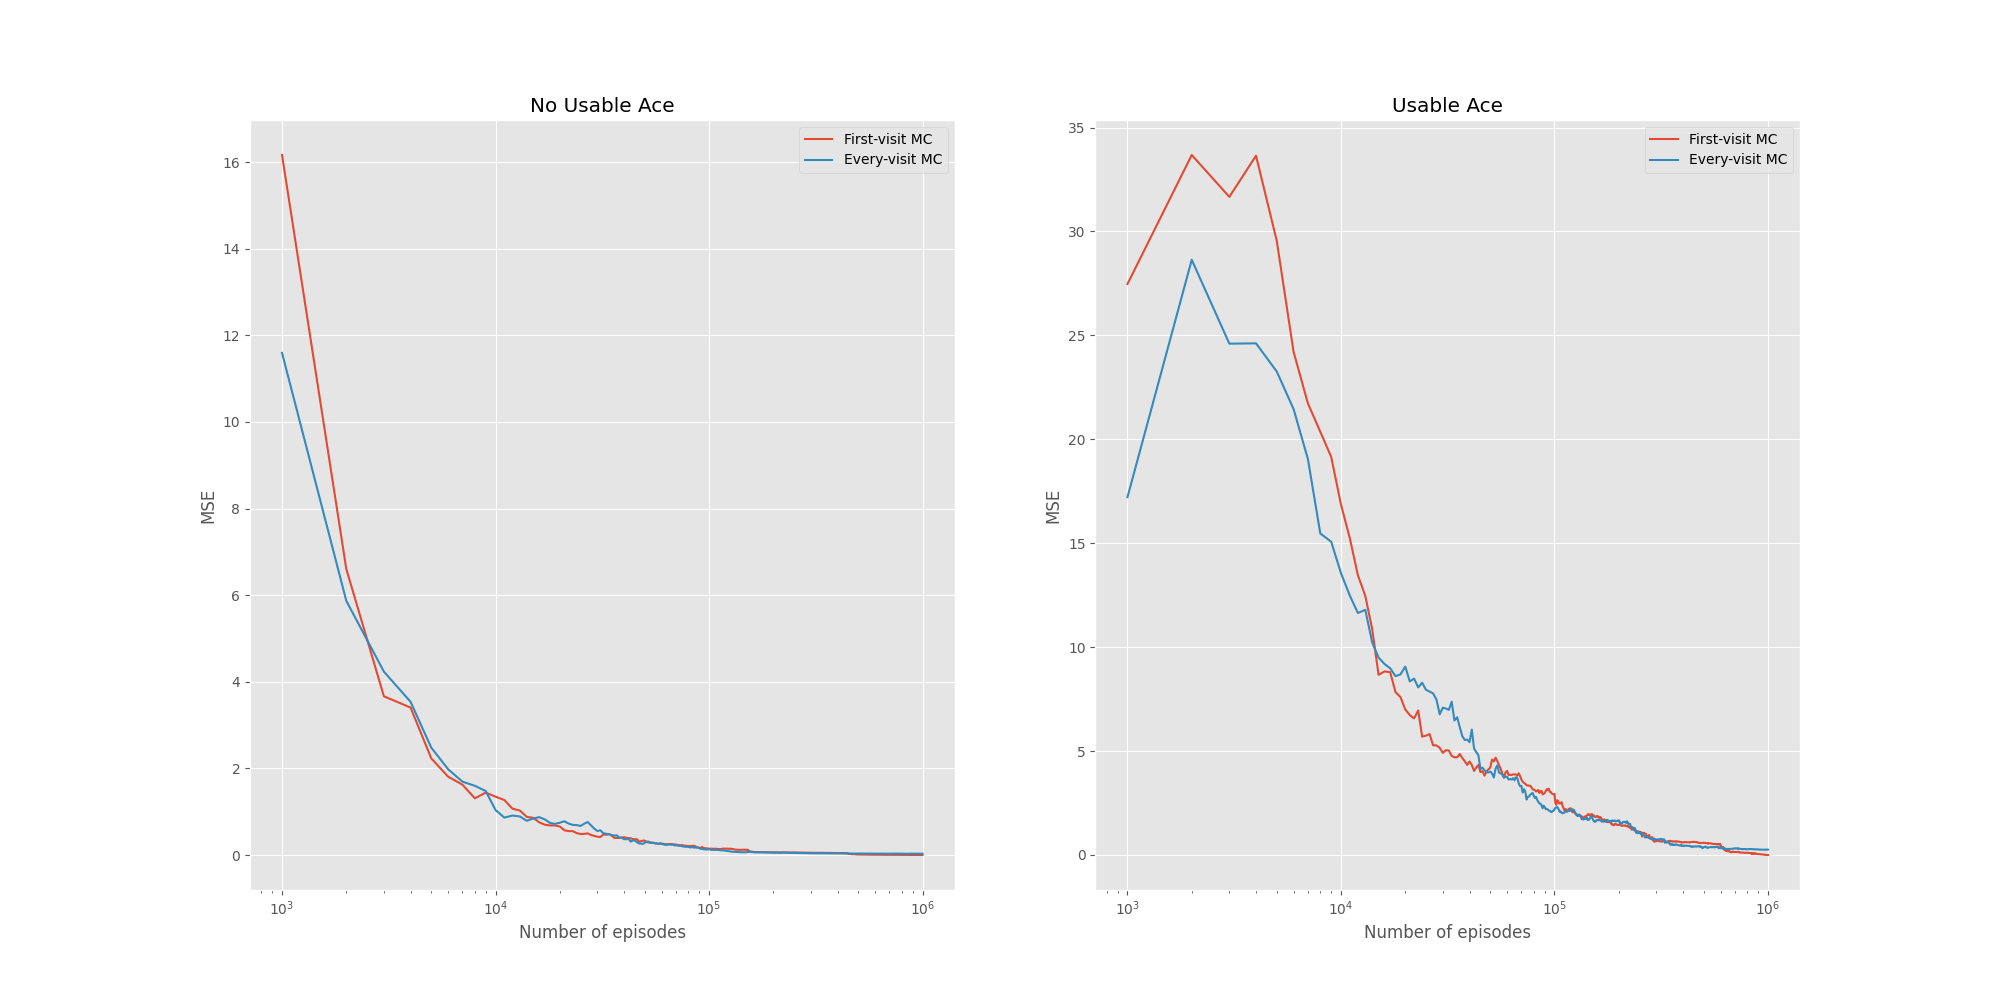 No Usable Ace
First-visit MC
Every-visit MC
16
14
12
10
8
6
4
2
0
MSE
10³
10⁴
10⁵
10⁶
Number of episodes
Usable Ace
First-visit MC
Every-visit MC
35
30
25
20
15
10
5
0
MSE
10³
10⁴
10⁵
10⁶
Number of episodes